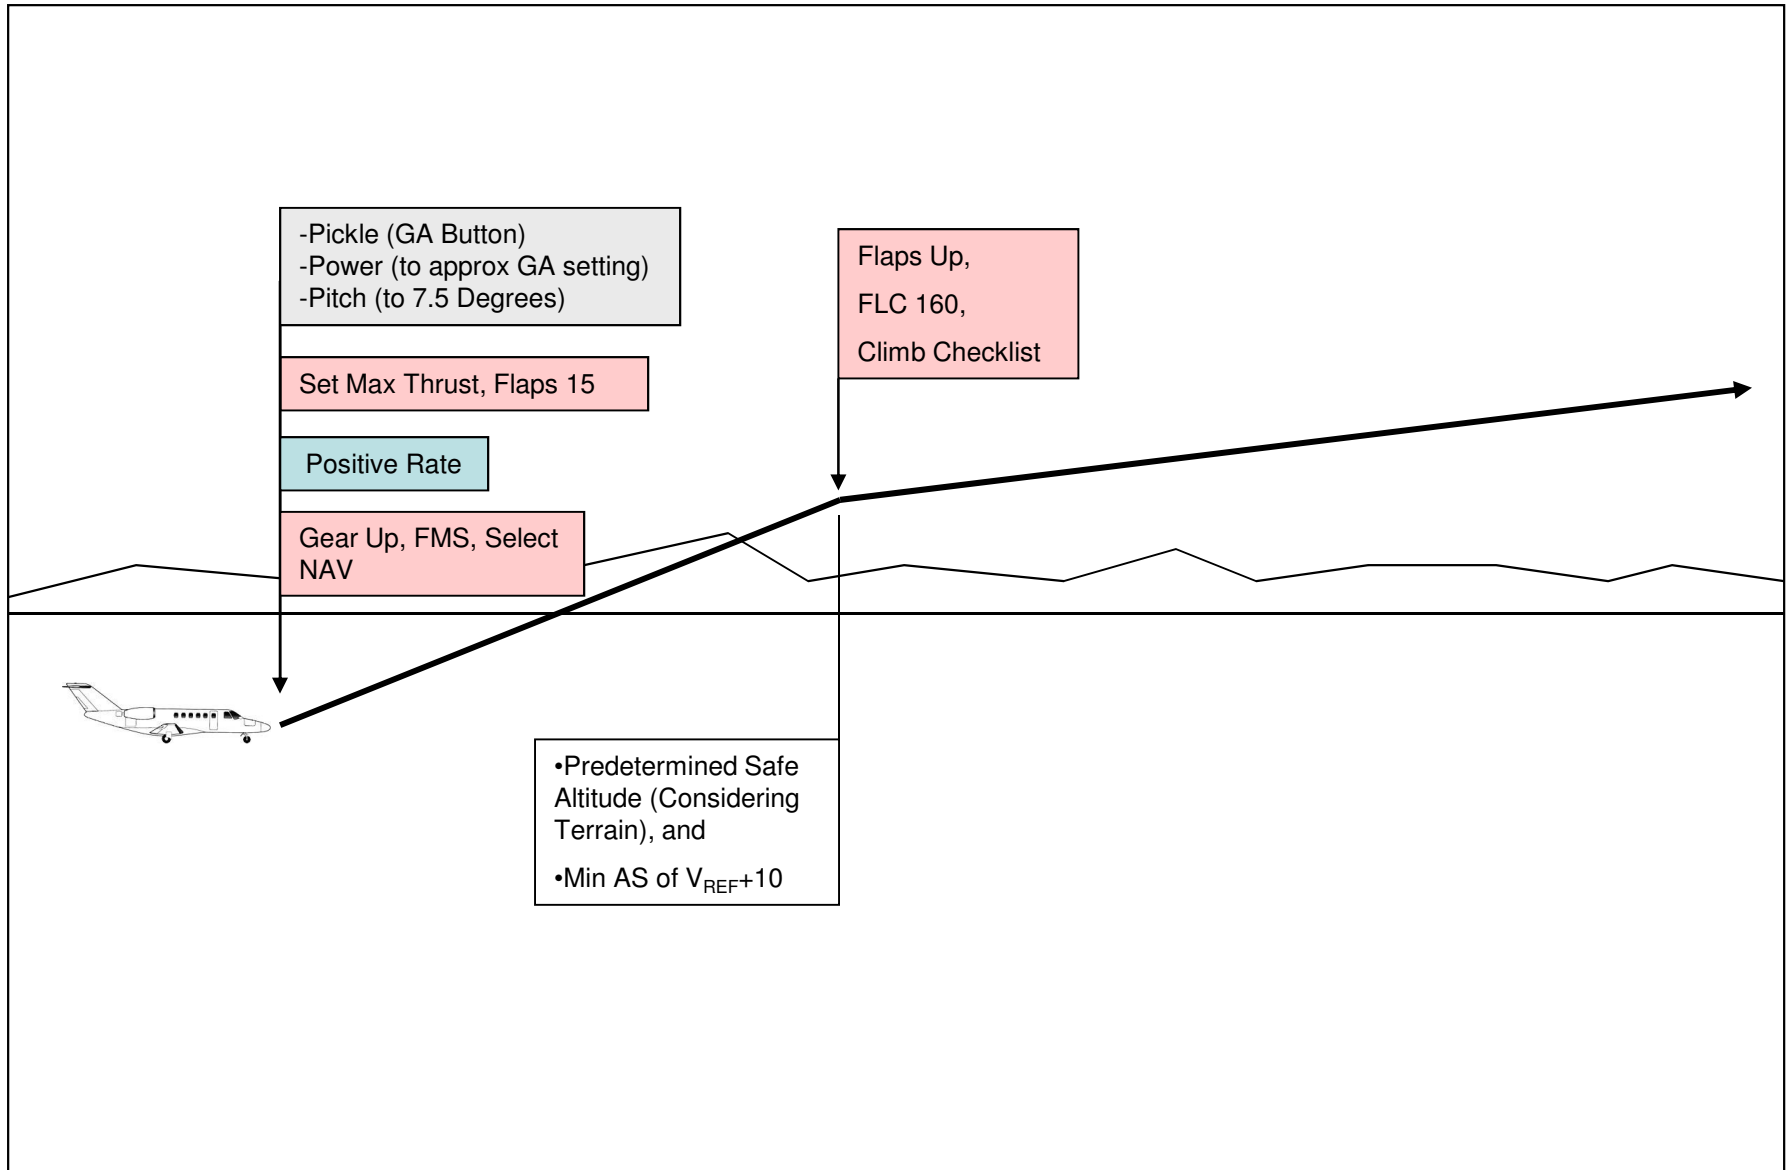 -Pickle (GA Button)
-Power (to approx GA setting)
-Pitch (to 7.5 Degrees)
Set Max Thrust, Flaps 15
Positive Rate
Gear Up, FMS, Select
NAV
Flaps Up,
FLC 160,
Climb Checklist
•Predetermined Safe
Altitude (Considering
Terrain), and
•Min AS of VREF+10